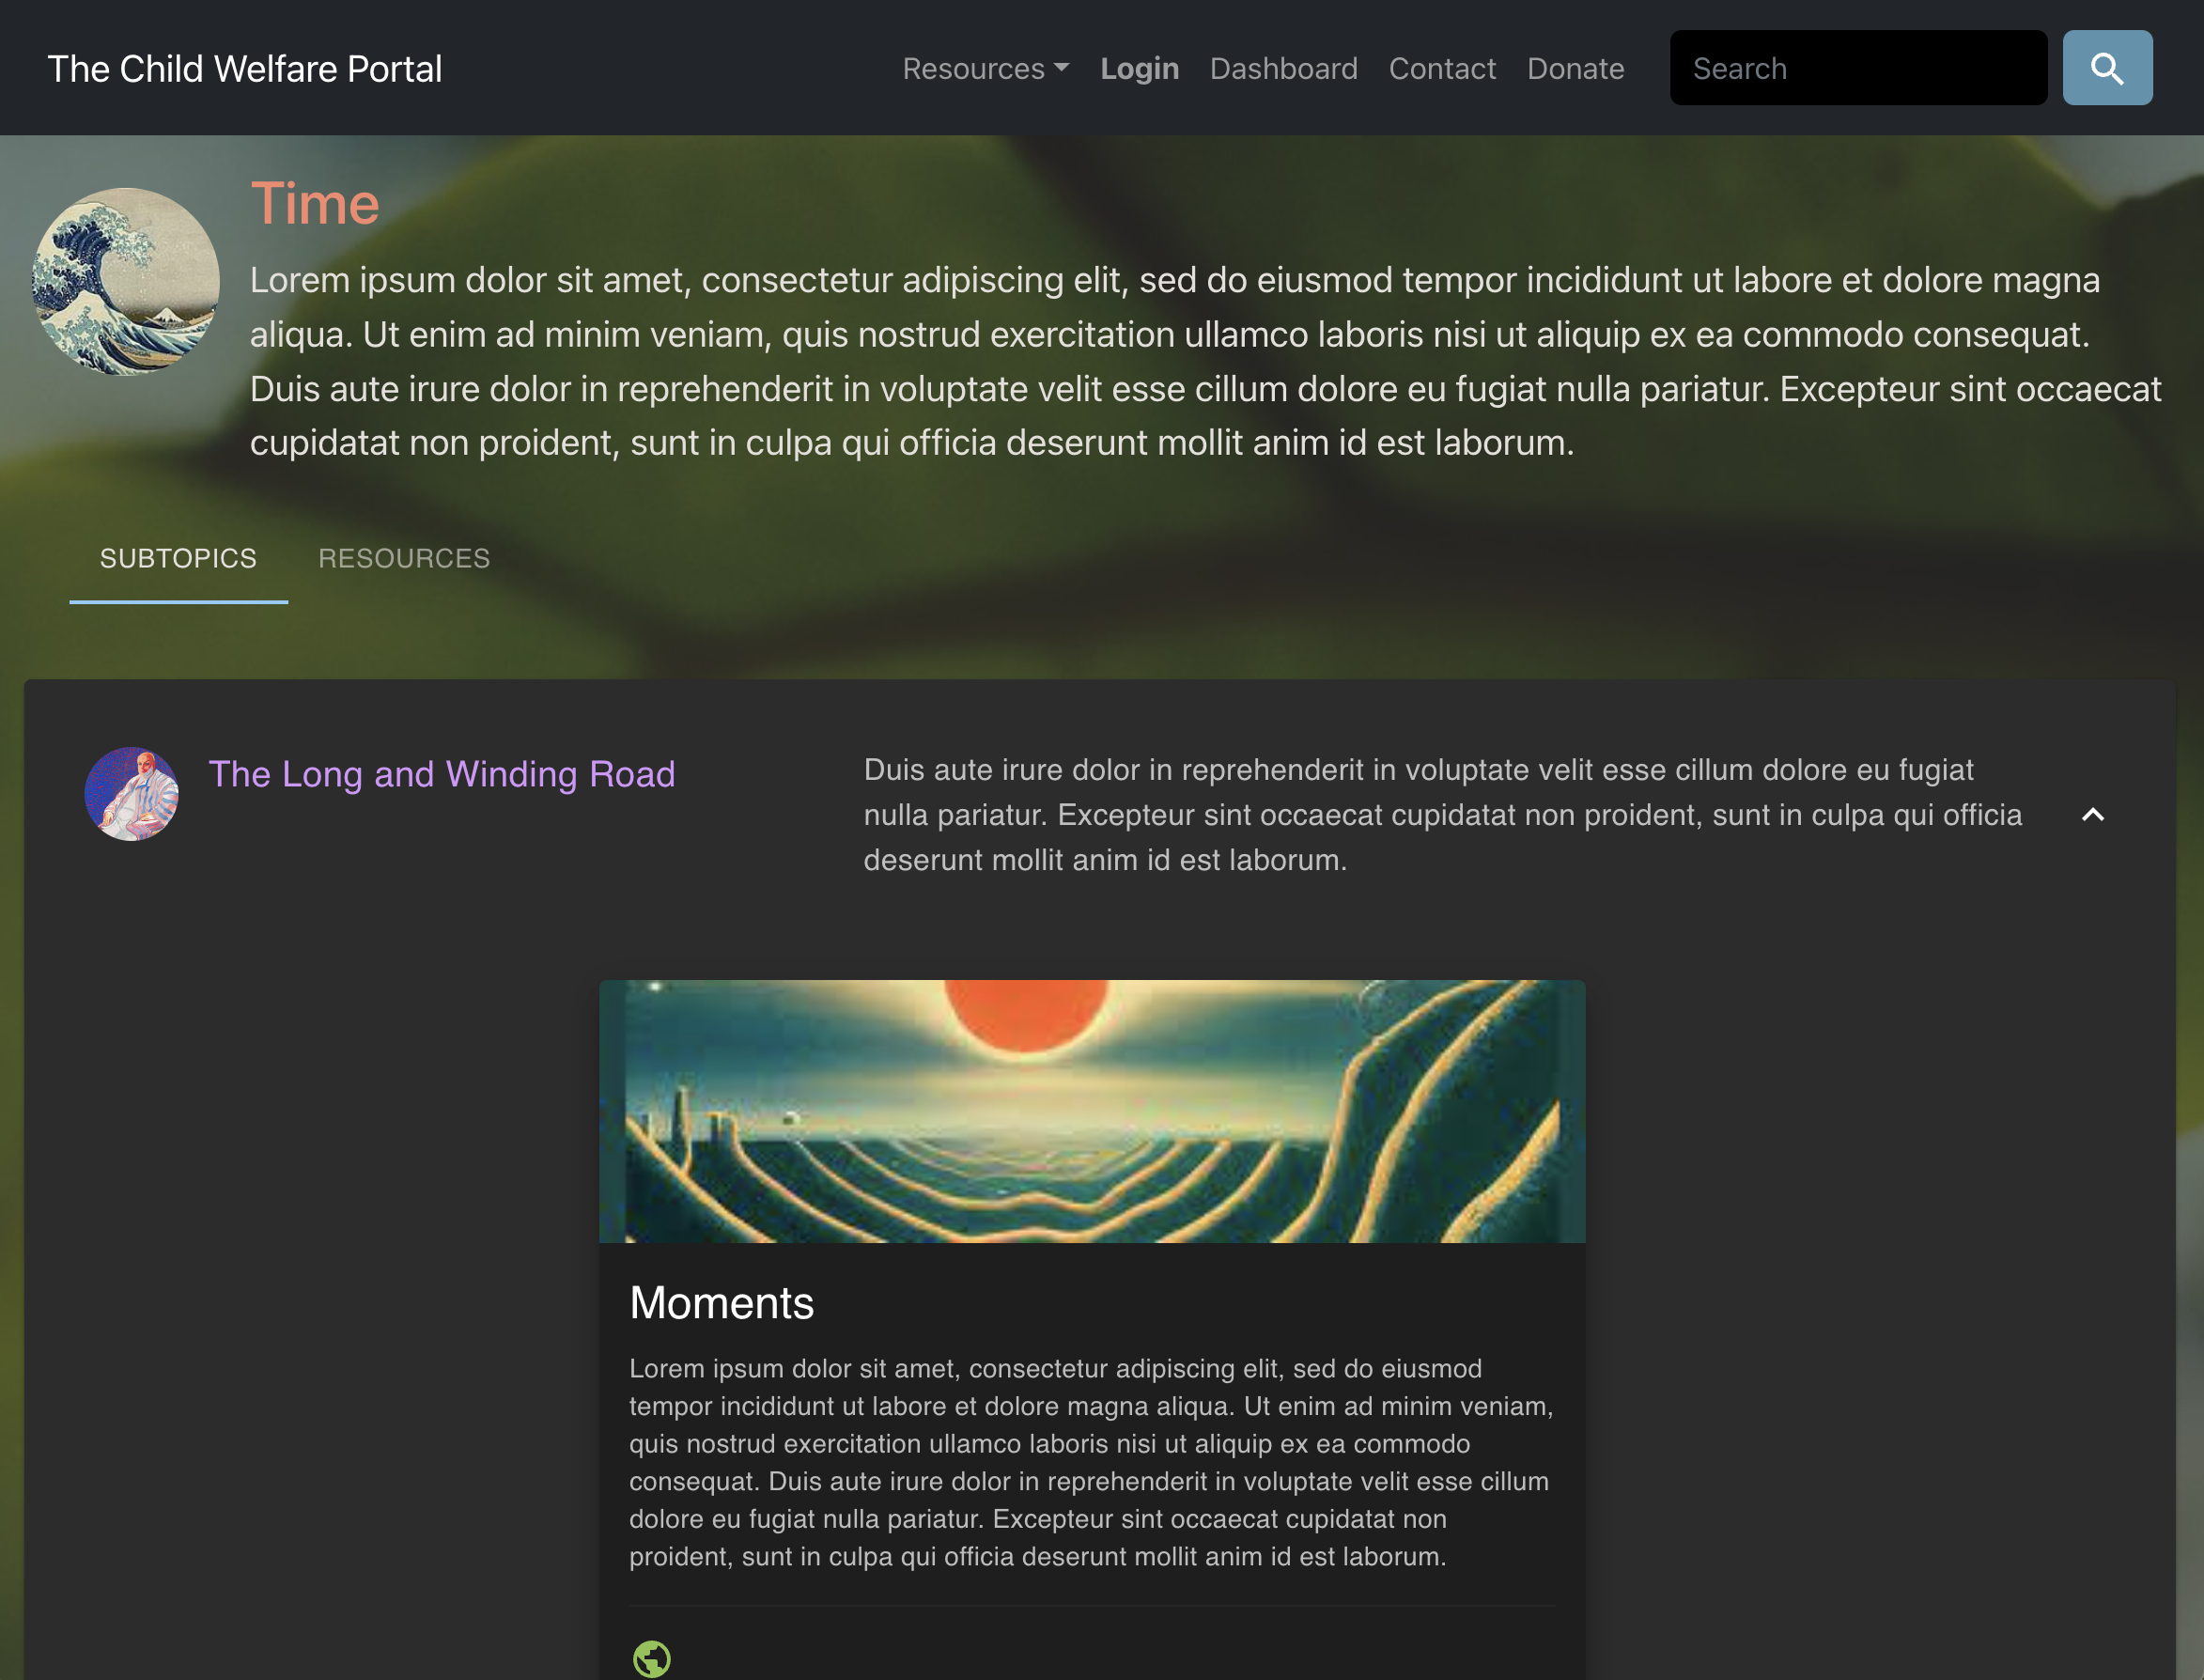 The Child Welfare Portal
Resources Login Dashboard Contact Donate Search
Time
Lorem ipsum dolor sit amet, consectetur adipiscing elit, sed do eiusmod tempor incididunt ut labore et dolore magna
aliqua. Ut enim ad minim veniam, quis nostrud exercitation ullamco laboris nisi ut aliquip ex ea commodo consequat.
Duis aute irure dolor in reprehenderit in voluptate velit esse cillum dolore eu fugiat nulla pariatur. Excepteur sint occaecat
cupidatat non proident, sunt in culpa qui officia deserunt mollit anim id est laborum.
SUBTOPICS RESOURCES
The Long and Winding Road
Duis aute irure dolor in reprehenderit in voluptate velit esse cillum dolore eu fugiat
nulla pariatur. Excepteur sint occaecat cupidatat non proident, sunt in culpa qui officia
deserunt mollit anim id est laborum.
Moments
Lorem ipsum dolor sit amet, consectetur adipiscing elit, sed do eiusmod
tempor incididunt ut labore et dolore magna aliqua. Ut enim ad minim veniam,
quis nostrud exercitation ullamco laboris nisi ut aliquip ex ea commodo
consequat. Duis aute irure dolor in reprehenderit in voluptate velit esse cillum
dolore eu fugiat nulla pariatur. Excepteur sint occaecat cupidatat non
proident, sunt in culpa qui officia deserunt mollit anim id est laborum.